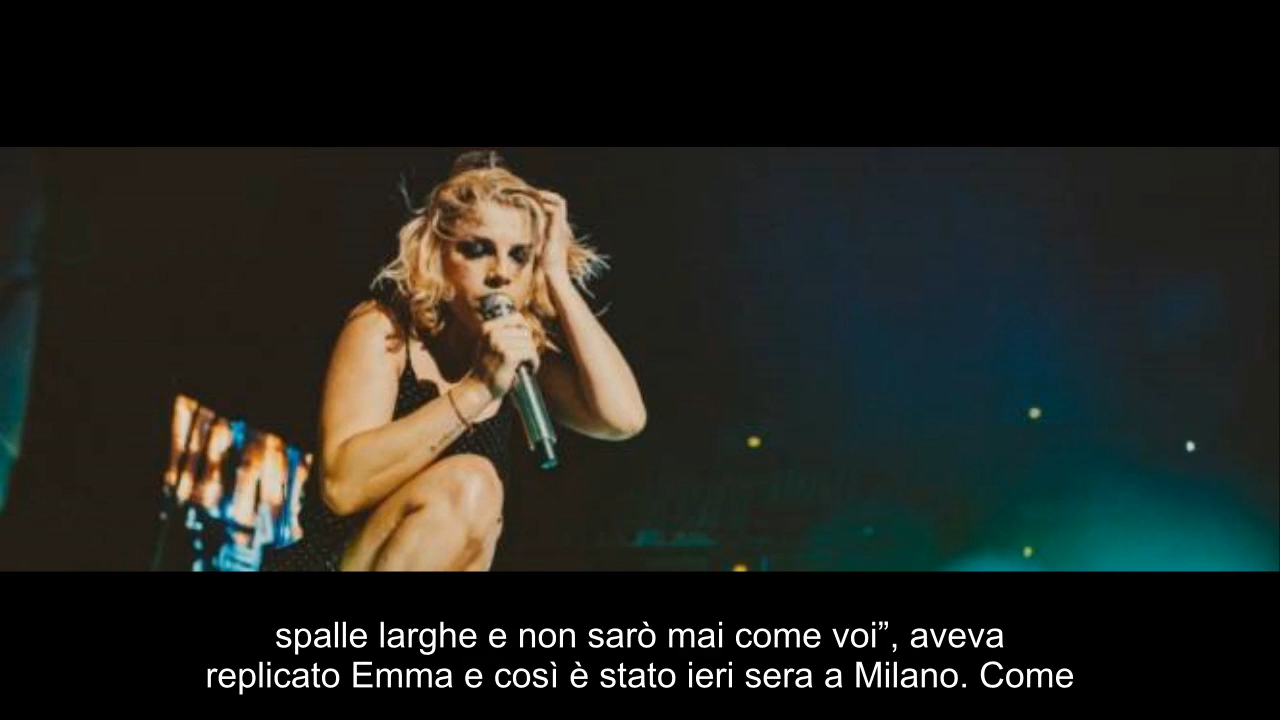 spalle larghe e non sarò mai come voi”, aveva
replicato Emma e così è stato ieri sera a Milano. Come